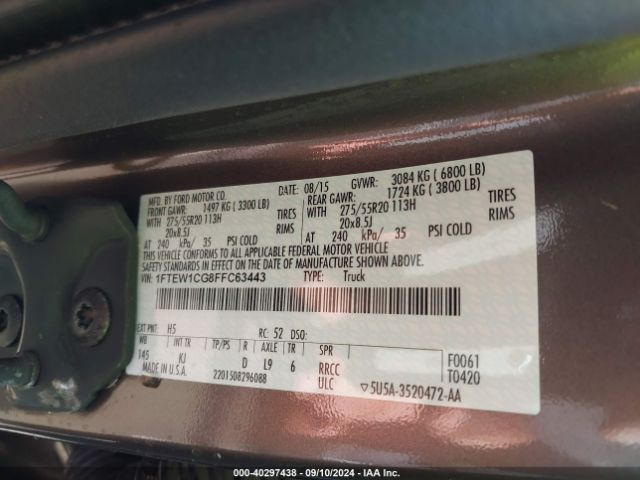 MFD. BY FORD MOTOR CO.
DATE: 08/15 GVWR: 3084 KG ( 6800 LB)
FRONT GAWR: 1497 KG ( 3300 LB)
REAR GAWR: 1724 KG ( 3800 LB)
WITH 275/55R20 113H TIRES
WITH 275/55R20 113H TIRES
20x8.5J RIMS
20x8.5J RIMS
AT 240 kPa/ 35 PSI COLD
AT 240 kPa/ 35 PSI COLD
THIS VEHICLE CONFORMS TO ALL APPLICABLE FEDERAL MOTOR VEHICLE
SAFETY STANDARDS IN EFFECT ON THE DATE OF MANUFACTURE SHOWN ABOVE.
VIN: 1FTEW1CG8FFC63443 TYPE: Truck
EXT PNT: H5 RC: 52 DSO:
WB INT TR TP/PS R AXLE TR SPR
145 KJ D L9 6 RRCC
F0061
MADE IN U.S.A. ULC T0420
2201508296088 ▽5U5A-3520472-AA
000-40297438 - 09/10/2024 - IAA Inc.